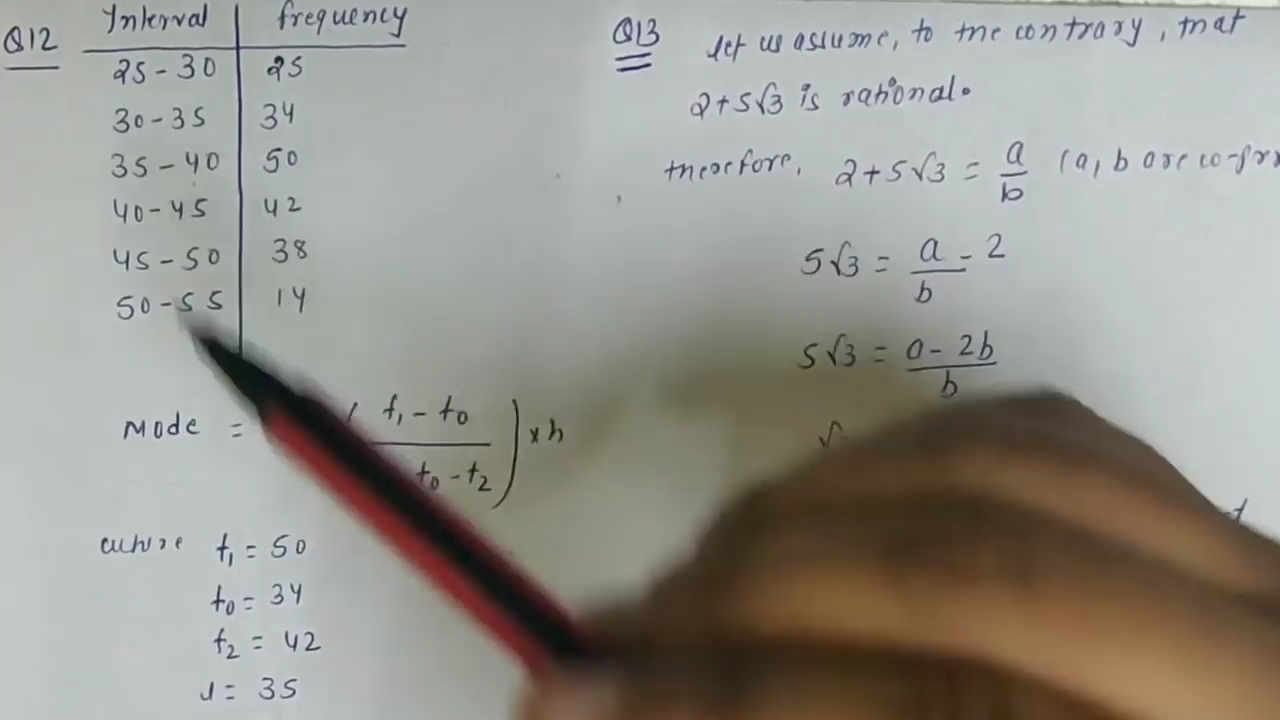 Q12
Interval frequency
25 - 30 25
30 - 35 34
35 - 40 50
40 - 45 42
45 - 50 38
50 - 55 14
Mode = ( f₁ - f₀
f₀ - f₂ ) × h
where f₁ = 50
f₀ = 34
f₂ = 42
l = 35
Q13 let us assume, to the contrary, that
2+5√3 is rational.
therefore, 2+5√3 = a/b (a, b are co-pri
5√3 = a/b - 2
5√3 = a - 2b / b
√